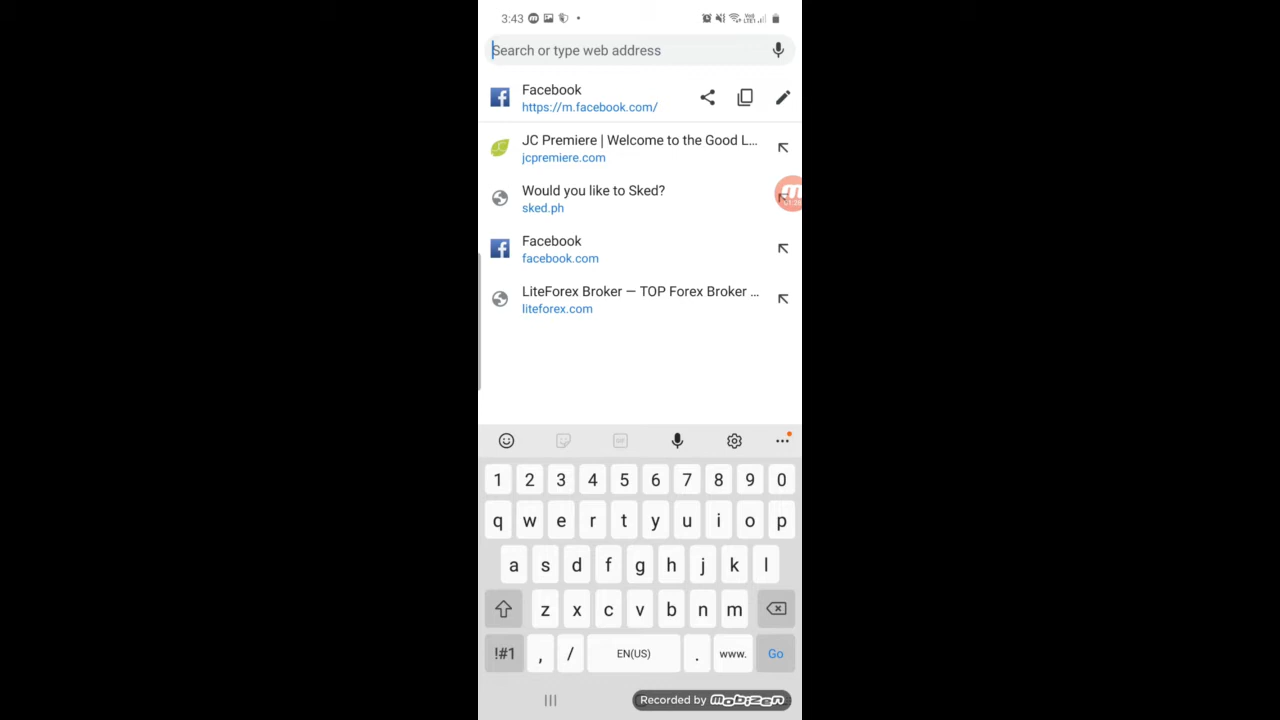 3:43
Search or type web address
Facebook
https://m.facebook.com/
JC Premiere | Welcome to the Good L...
jcpremiere.com
Would you like to Sked?
sked.ph
Facebook
facebook.com
LiteForex Broker — TOP Forex Broker ...
liteforex.com
1 2 3 4 5 6 7 8 9 0
q w e r t y u i o p
a s d f g h j k l
z x c v b n m
!#1 , / EN(US) . www. Go
Recorded by mobizen